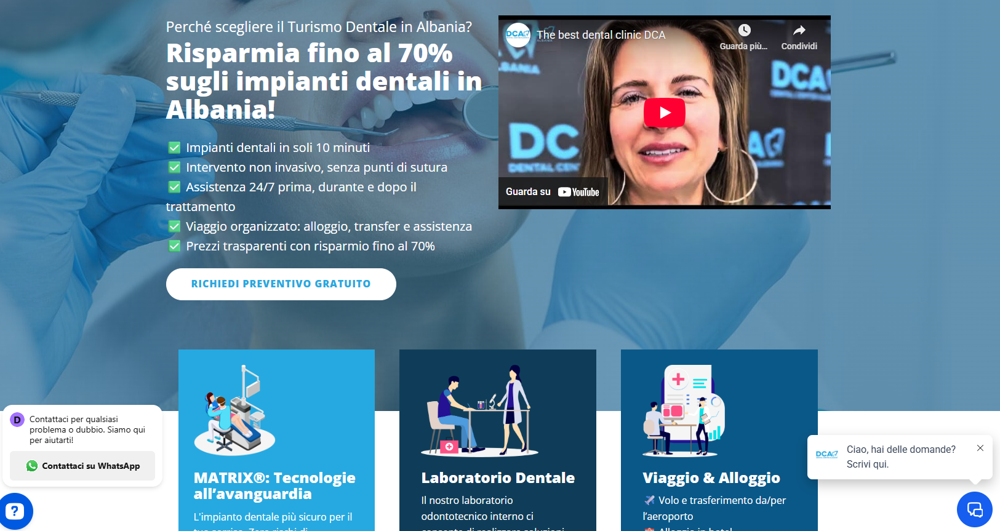 Perché scegliere il Turismo Dentale in Albania?
Risparmia fino al 70%
sugli impianti dentali in
Albania!
✅ Impianti dentali in soli 10 minuti
✅ Intervento non invasivo, senza punti di sutura
✅ Assistenza 24/7 prima, durante e dopo il
trattamento
✅ Viaggio organizzato: alloggio, transfer e assistenza
✅ Prezzi trasparenti con risparmio fino al 70%
RICHIEDI PREVENTIVO GRATUITO
DCA
The best dental clinic DCA
Guarda più...
Condividi
ALBANIA
DCA
DC
DENTAL CENT
Guarda su YouTube
MATRIX®: Tecnologie
all’avanguardia
L'impianto dentale più sicuro per il
Laboratorio Dentale
Il nostro laboratorio
odontotecnico interno ci
Viaggio & Alloggio
✈️ Volo e trasferimento da/per
l’aeroporto
Alloggio in hotel
D
Contattaci per qualsiasi
problema o dubbio. Siamo qui
per aiutarti!
Contattaci su WhatsApp
?
DCA
Ciao, hai delle domande?
Scrivi qui.